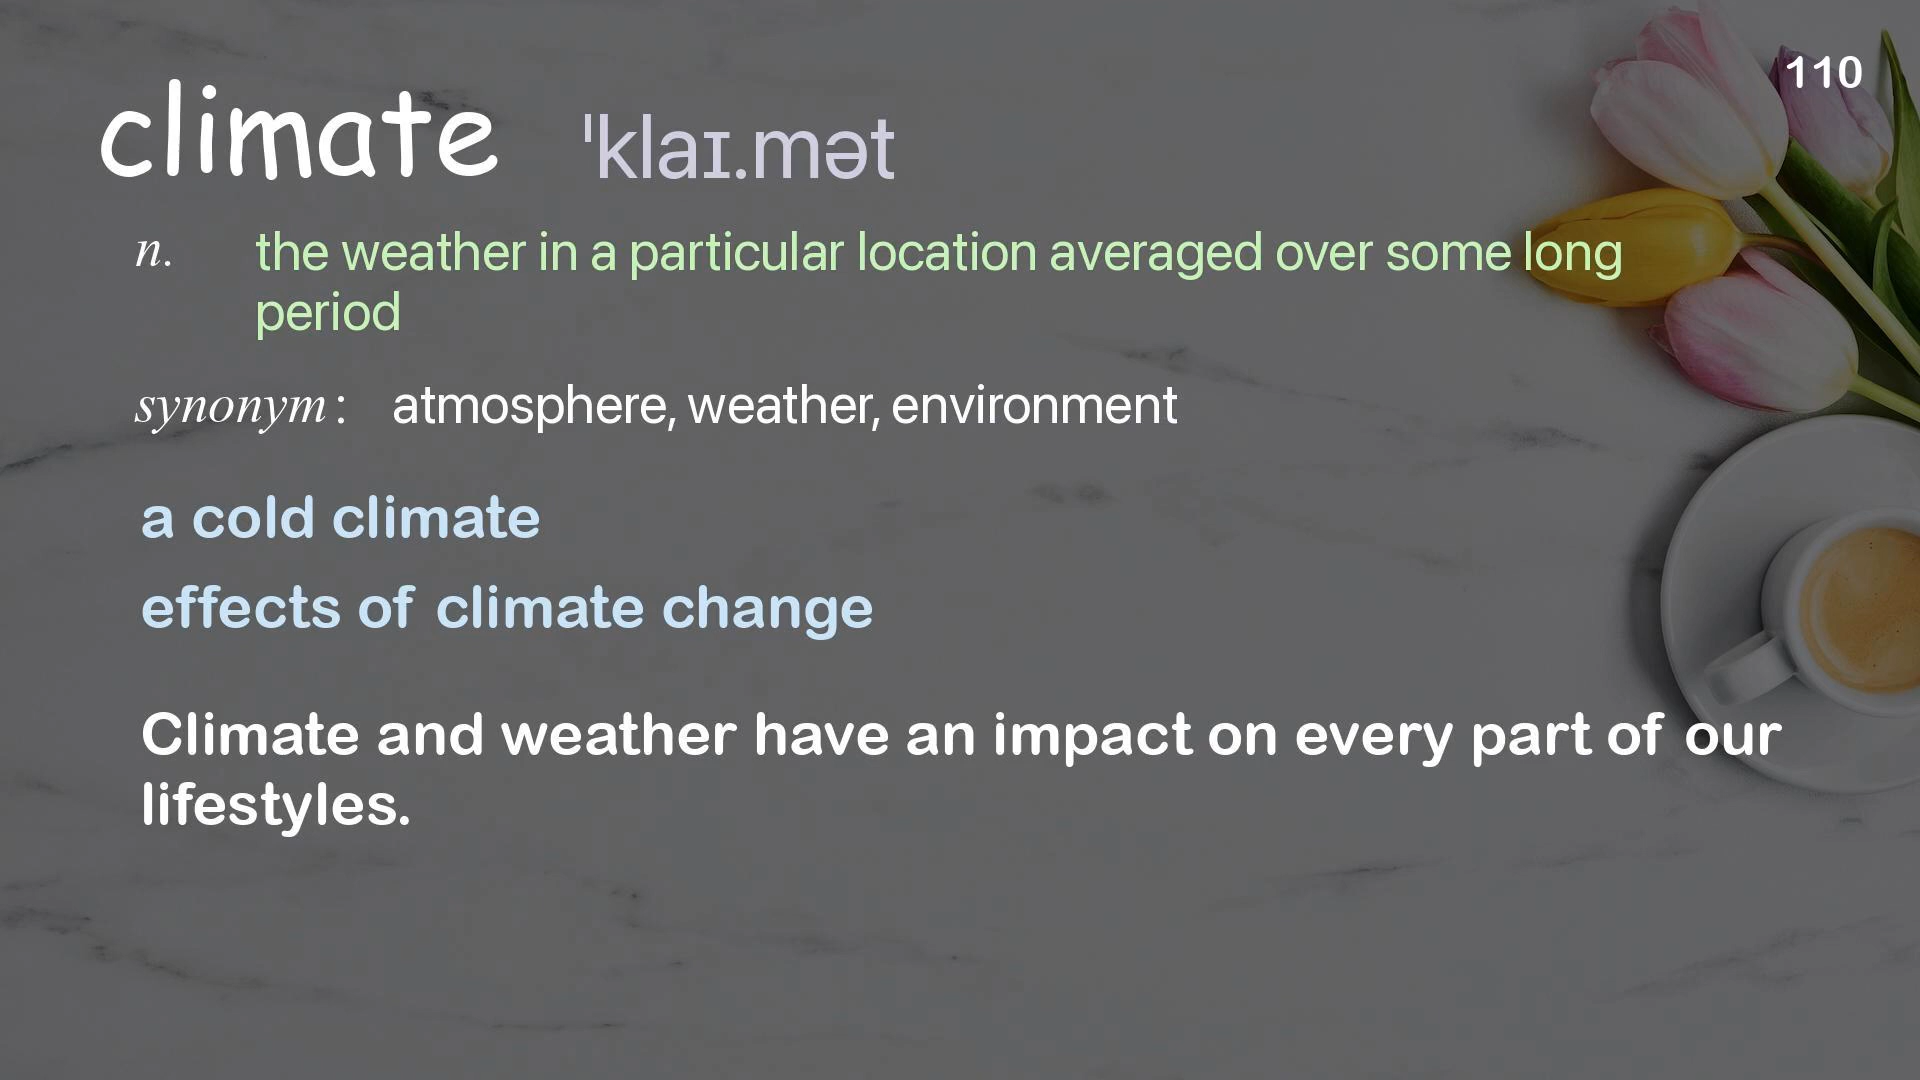 110
climate ˈklaɪ.mət
n. the weather in a particular location averaged over some long
period
synonym: atmosphere, weather, environment
a cold climate
effects of climate change
Climate and weather have an impact on every part of our
lifestyles.